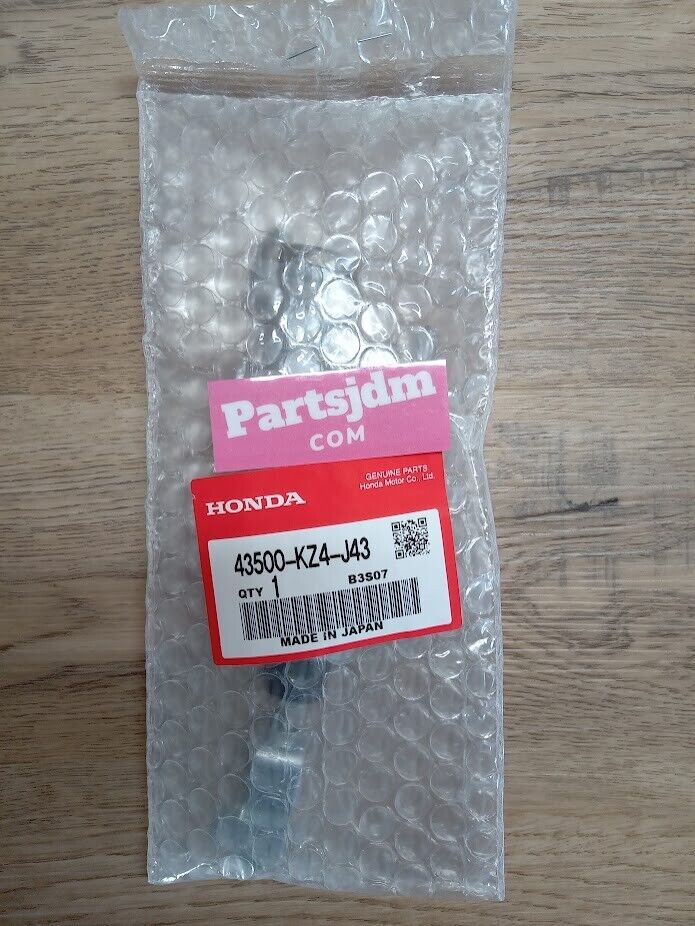 Partsjdm
COM
HONDA
GENUINE PARTS
Honda Motor Co., Ltd.
43500-KZ4-J43
QTY 1
B3S07
MADE IN JAPAN